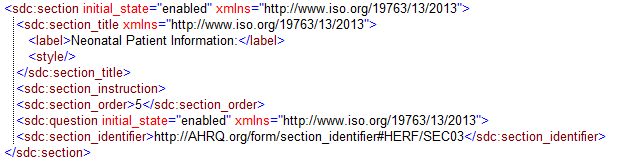 <sdc:section initial_state="enabled" xmlns="http://www.iso.org/19763/13/2013">
<sdc:section_title xmlns="http://www.iso.org/19763/13/2013">
<label>Neonatal Patient Information:</label>
<style/>
</sdc:section_title>
<sdc:section_instruction>
<sdc:section_order>5</sdc:section_order>
<sdc:question initial_state="enabled" xmlns="http://www.iso.org/19763/13/2013">
<sdc:section_identifier>http://AHRQ.org/form/section_identifier#HERF/SEC03</sdc:section_identifier>
</sdc:section>